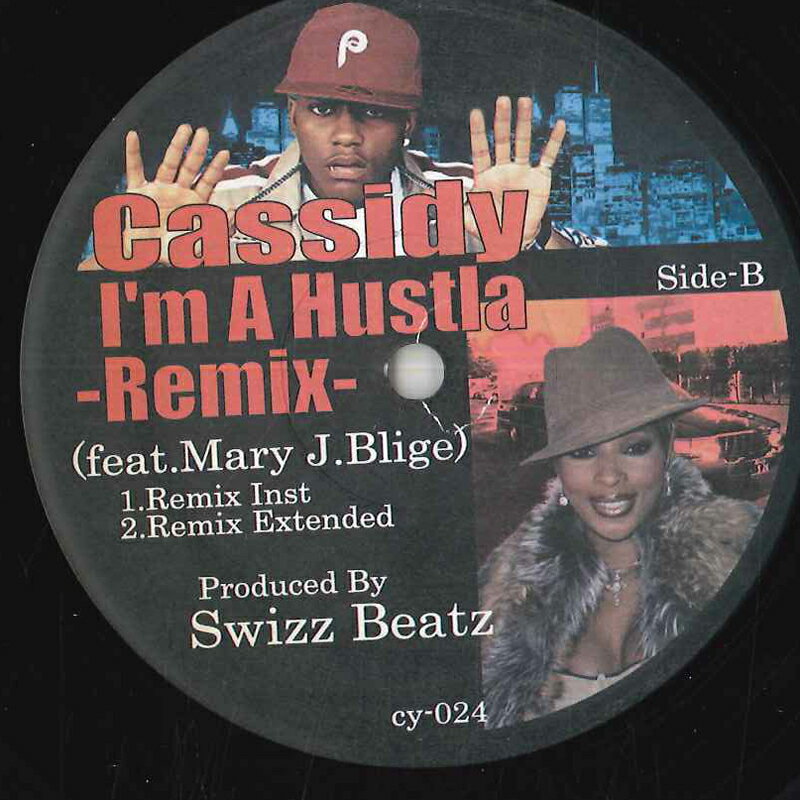 P
Cassidy
I'm A Hustla
-Remix-
Side-B
(feat.Mary J.Blige)
1.Remix Inst
2.Remix Extended
Produced By
Swizz Beatz
cy-024